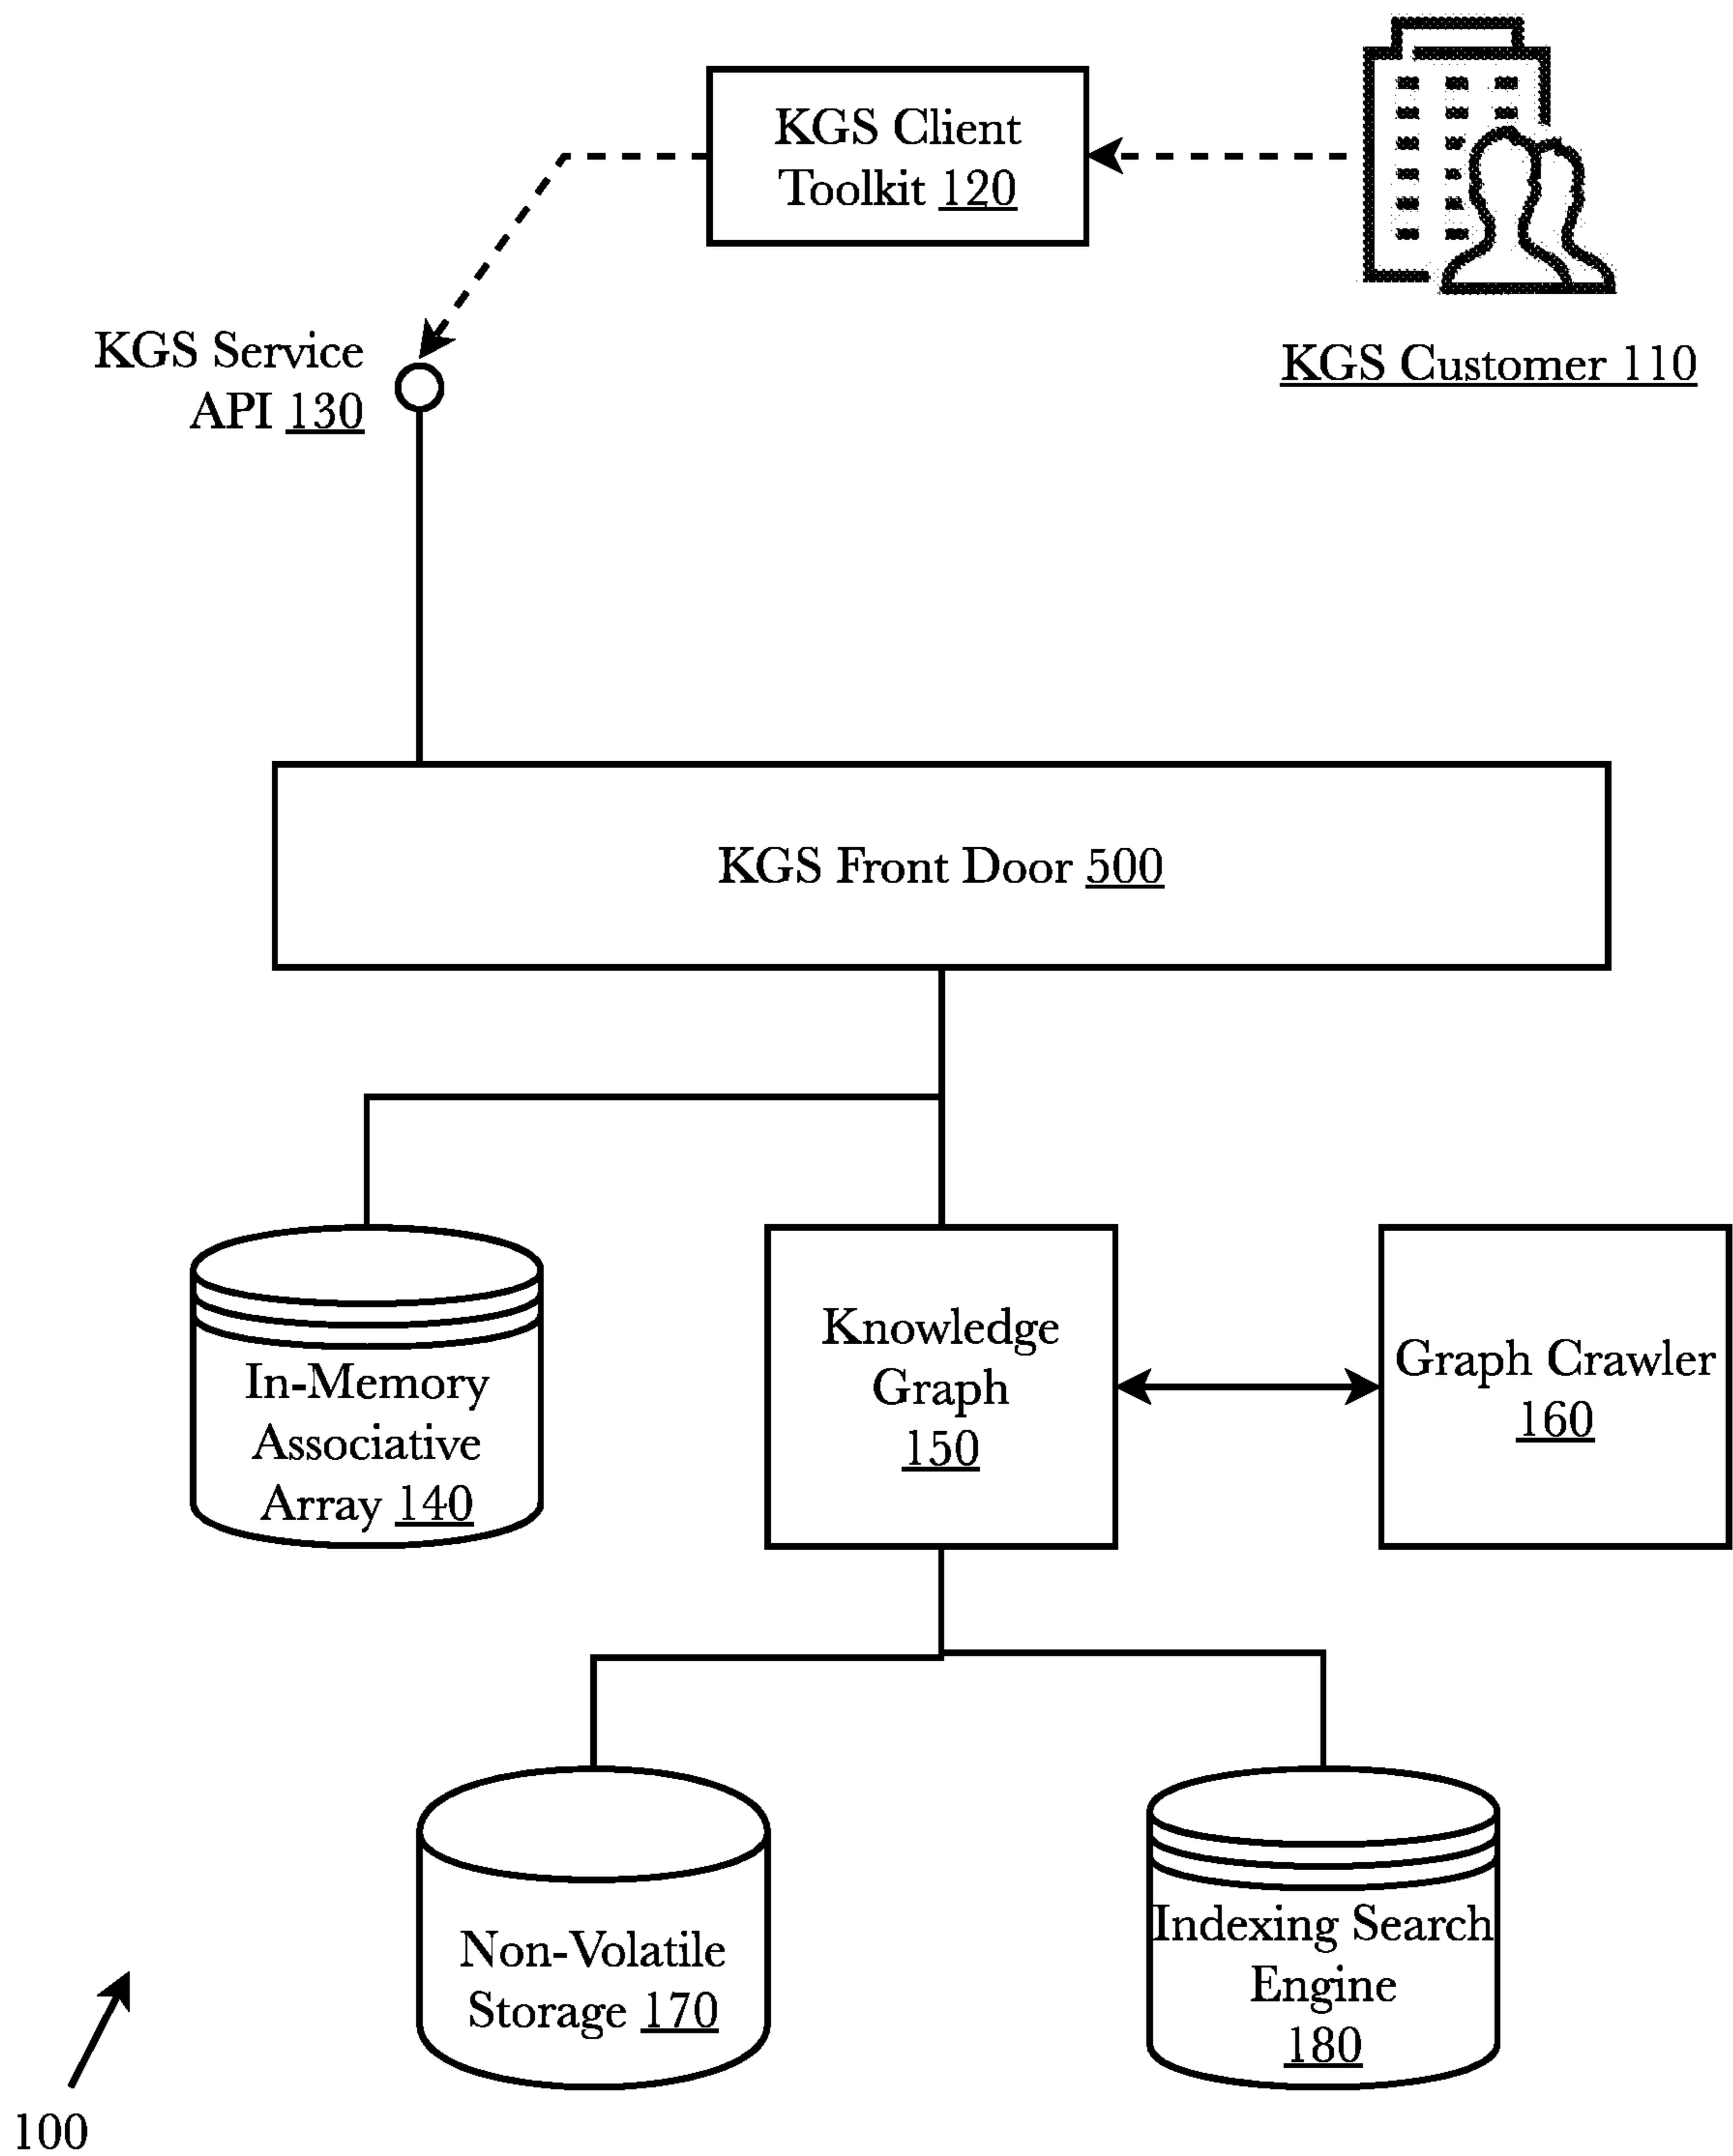 KGS Client
Toolkit 120
KGS Service
API 130
KGS Customer 110
KGS Front Door 500
In-Memory
Associative
Array 140
Knowledge
Graph
150
Graph Crawler
160
Non-Volatile
Storage 170
Indexing Search
Engine
180
100